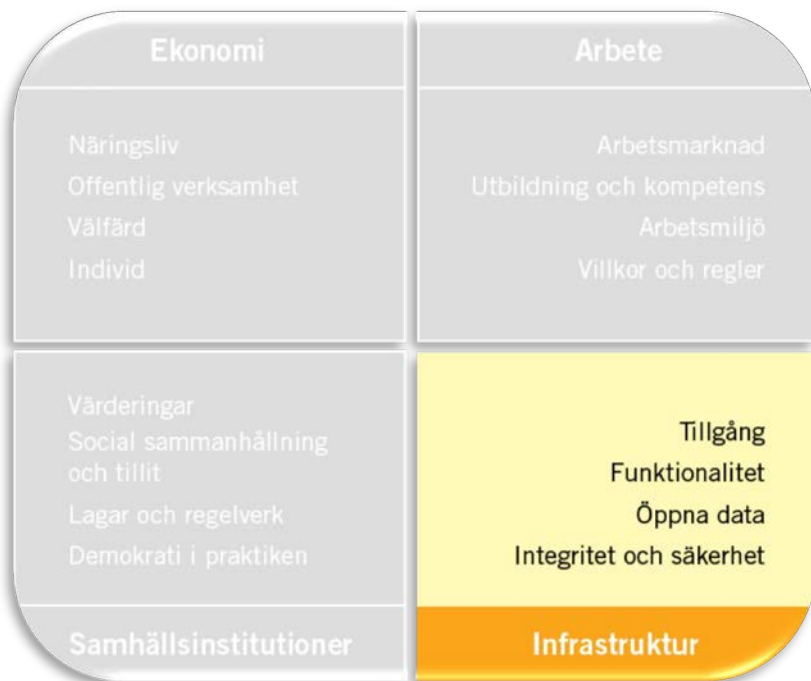 Ekonomi
Näringsliv
Offentlig verksamhet
Välfärd
Individ
Arbete
Arbetsmarknad
Utbildning och kompetens
Arbetsmiljö
Villkor och regler
Värderingar
Social sammanhållning
och tillit
Lagar och regelverk
Demokrati i praktiken
Samhällsinstitutioner
Tillgång
Funktionalitet
Öppna data
Integritet och säkerhet
Infrastruktur